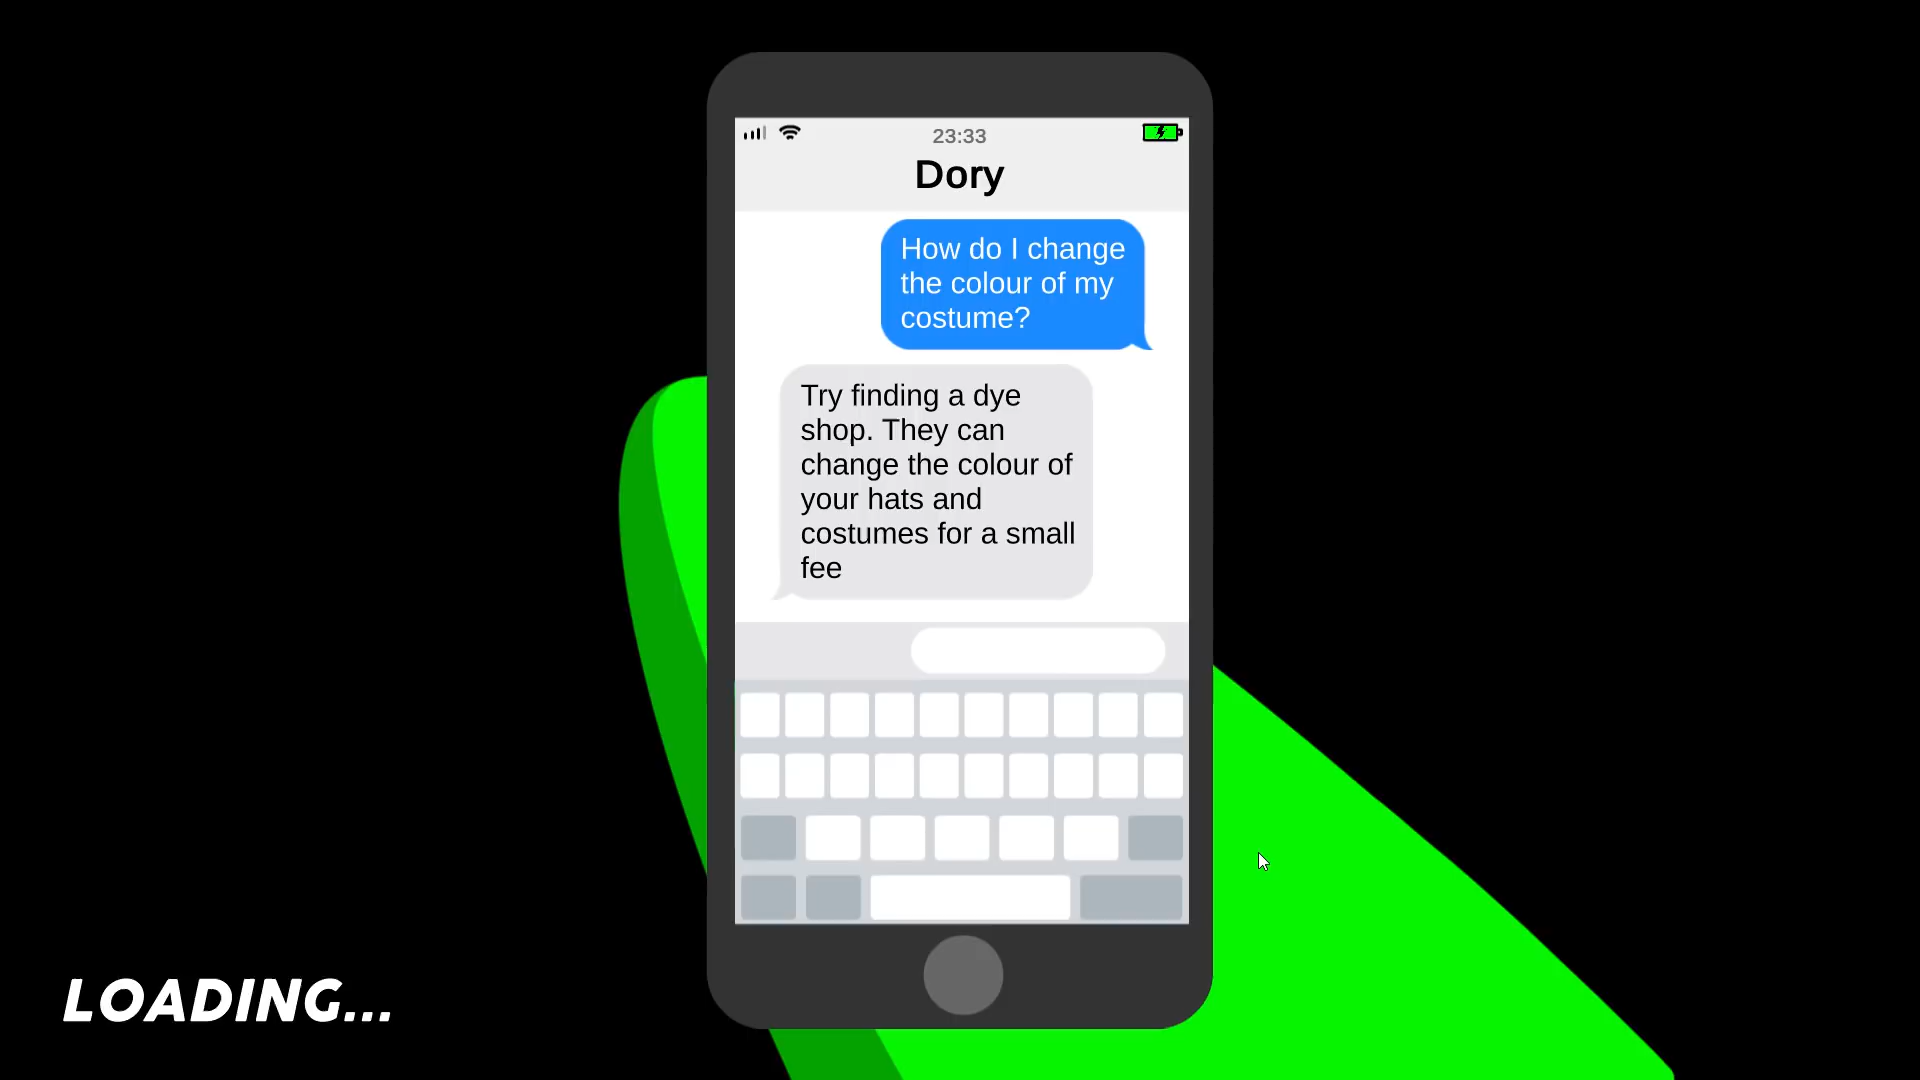 23:33
Dory
How do I change
the colour of my
costume?
Try finding a dye
shop. They can
change the colour of
your hats and
costumes for a small
fee
LOADING...